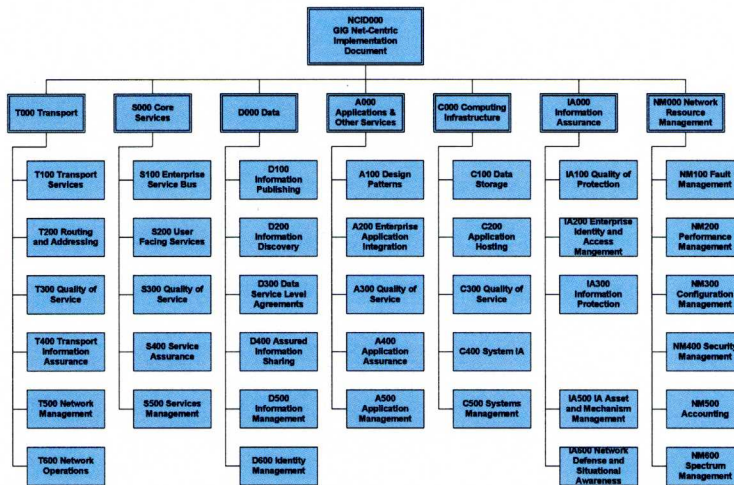 NCID000
GIG Net-Centric
Implementation
Document
T000 Transport
S000 Core
Services
D000 Data
A000
Applications &
Other Services
C000 Computing
Infrastructure
IA000
Information
Assurance
NM000 Network
Resource
Management
T100 Transport
Services
T200 Routing
and Addressing
T300 Quality of
Service
T400 Transport
Information
Assurance
T500 Network
Management
T600 Network
Operations
S100 Enterprise
Service Bus
S200 User
Facing Services
S300 Quality of
Service
S400 Service
Assurance
S500 Services
Management
D100
Information
Publishing
D200
Information
Discovery
D300 Data
Service Level
Agreements
D400 Assured
Information
Sharing
D500
Information
Management
D600 Identity
Management
A100 Design
Patterns
A200 Enterprise
Application
Integration
A300 Quality of
Service
A400
Application
Assurance
A500
Application
Management
C100 Data
Storage
C200
Application
Hosting
C300 Quality of
Service
C400 System IA
C500 Systems
Management
IA100 Quality of
Protection
IA200 Enterprise
Identity and
Access
Mangement
IA300
Information
Protection
IA500 IA Asset
and Mechanism
Management
IA600 Network
Defense and
Situational
Awareness
NM100 Fault
Management
NM200
Performance
Management
NM300
Configuration
Management
NM400 Security
Management
NM500
Accounting
NM600
Spectrum
Management